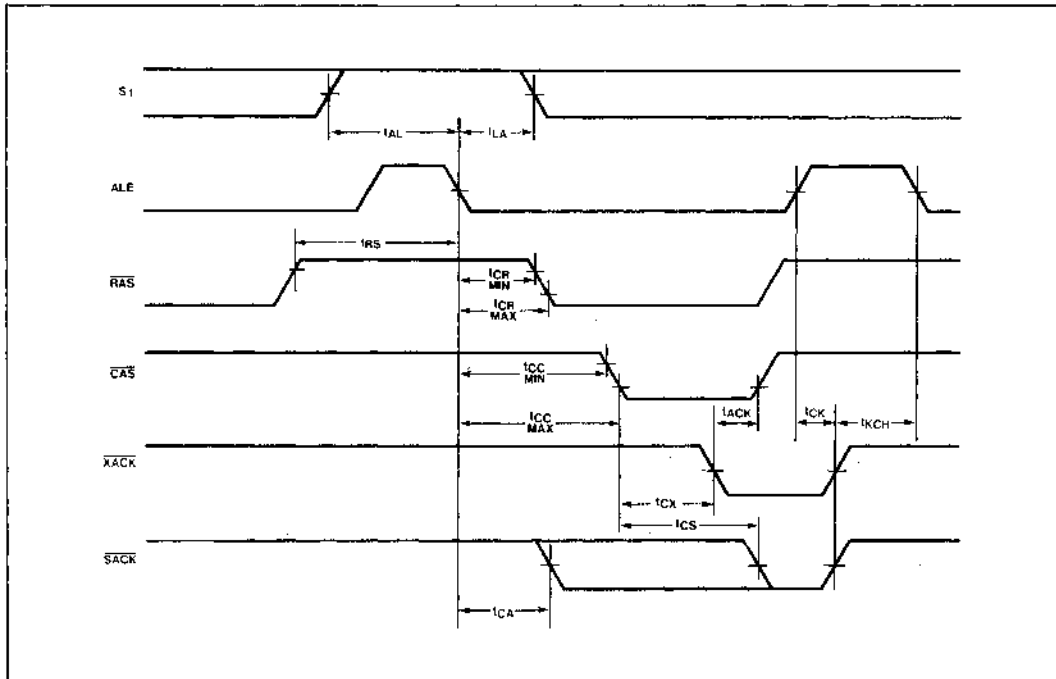 S1
tAL
tLA
ALE
tRS
RAS
tCR
MIN
tCR
MAX
CAS
tCC
MIN
tCC
MAX
tACK
tCK
tKCH
XACK
tCX
tCS
SACK
tCA